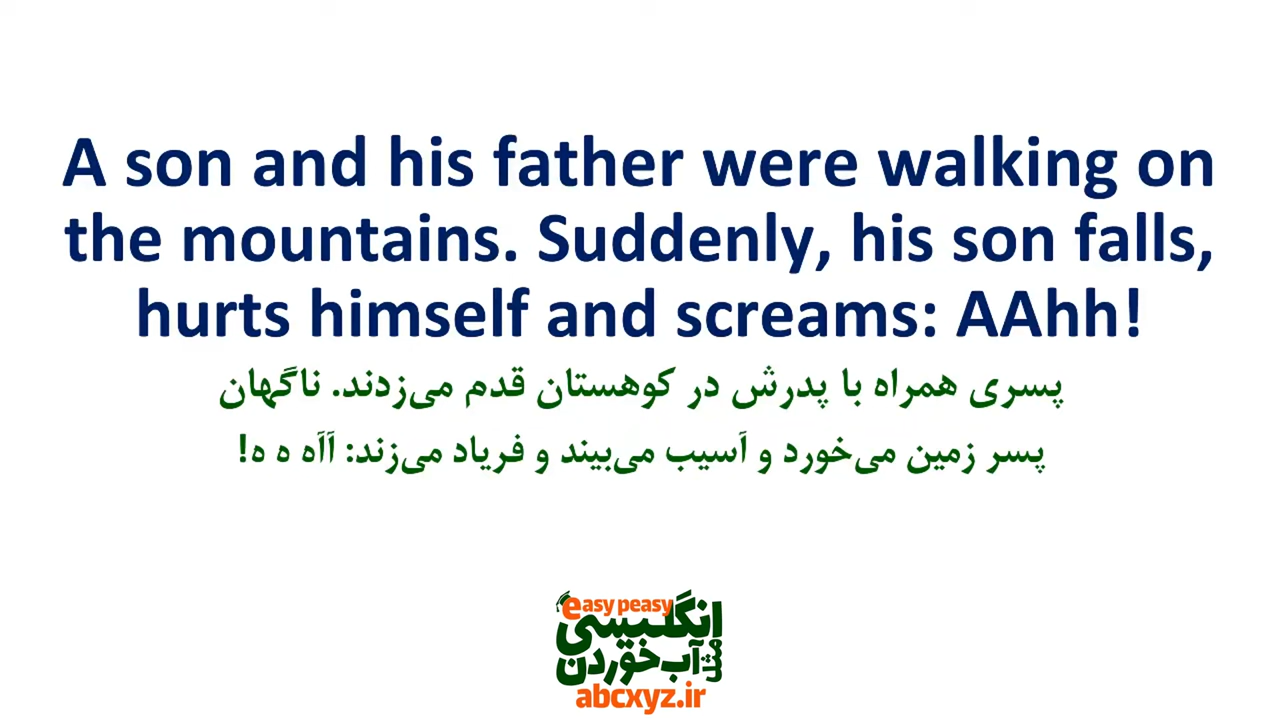 A son and his father were walking on
the mountains. Suddenly, his son falls,
hurts himself and screams: AAhh!
پسری همراه با پدرش در کوهستان قدم می‌زدند. ناگهان
پسر زمین می‌خورد و آسیب می‌بیند و فریاد می‌زند: آآه ه ه!
easy peasy
انگلیسی
مثل آب خوردن
abcxyz.ir